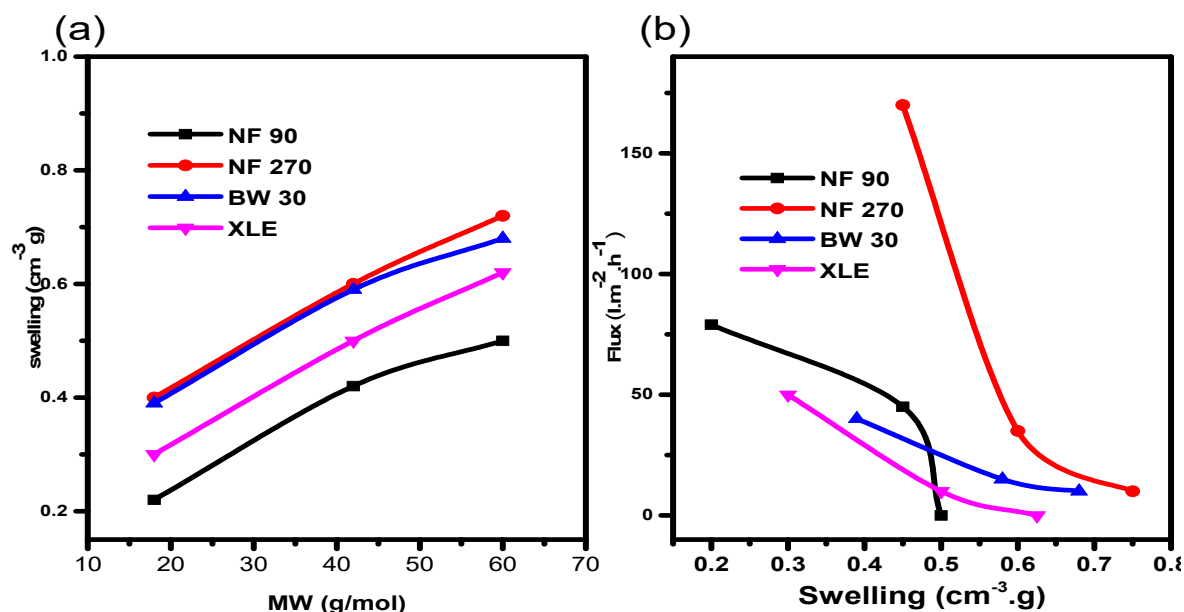 (a)
1.0
0.8
0.6
0.4
0.2
swelling (cm⁻³ g)
NF 90
NF 270
BW 30
XLE
10 20 30 40 50 60 70
MW (g/mol)
(b)
150
100
50
0
Flux (l.m⁻².h⁻¹)
NF 90
NF 270
BW 30
XLE
0.2 0.3 0.4 0.5 0.6 0.7 0.8
Swelling (cm⁻³.g)